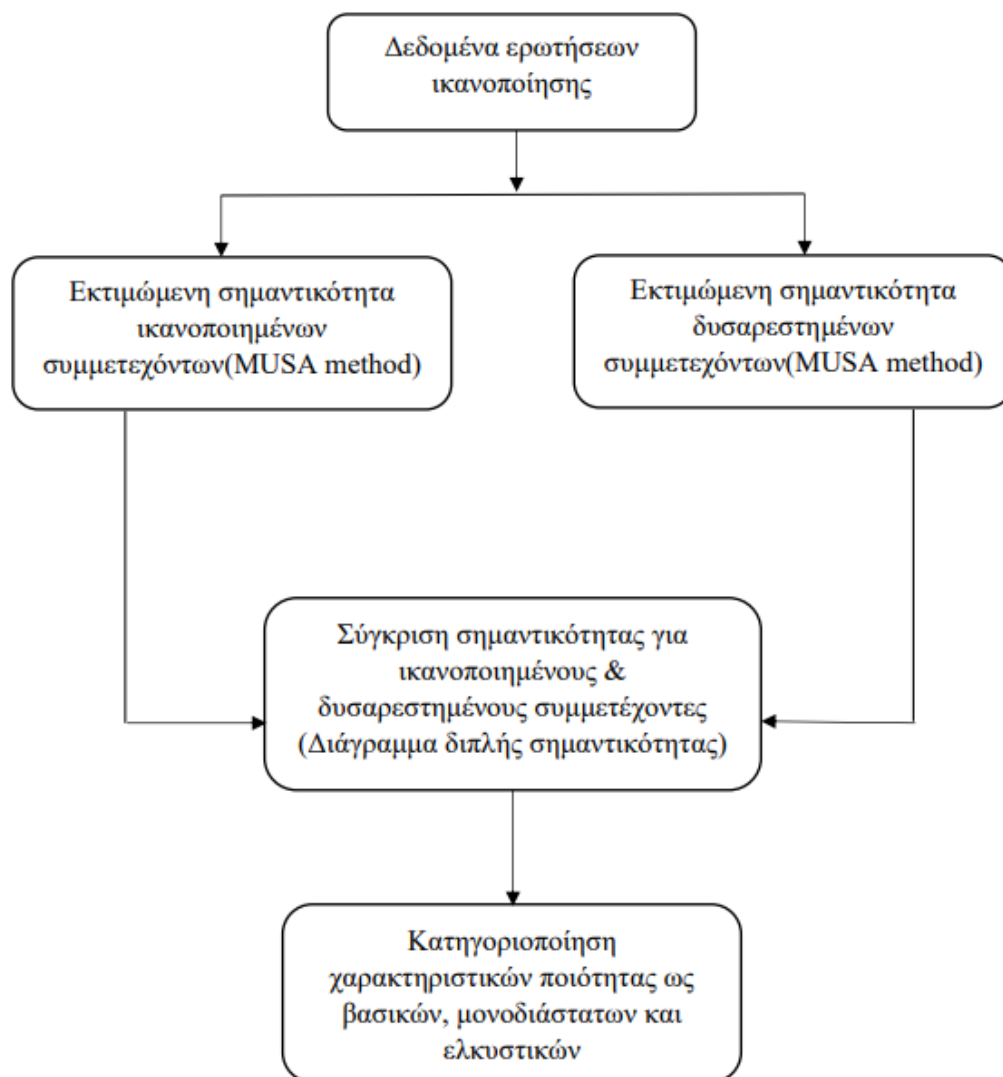 Δεδομένα ερωτήσεων
ικανοποίησης
Εκτιμώμενη σημαντικότητα
ικανοποιημένων
συμμετεχόντων(MUSA method)
Εκτιμώμενη σημαντικότητα
δυσαρεστημένων
συμμετεχόντων(MUSA method)
Σύγκριση σημαντικότητας για
ικανοποιημένους &
δυσαρεστημένους συμμετέχοντες
(Διάγραμμα διπλής σημαντικότητας)
Κατηγοριοποίηση
χαρακτηριστικών ποιότητας ως
βασικών, μονοδιάστατων και
ελκυστικών